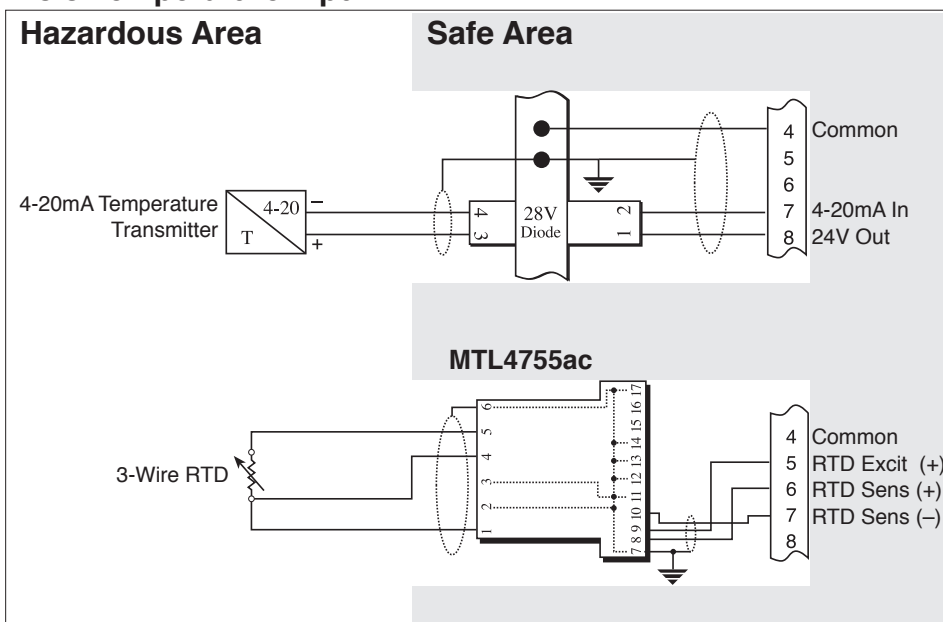 Hazardous Area
Safe Area
4-20mA Temperature
Transmitter
4-20
T
–
+
4
3
28V
Diode
2
1
4
5
6
7
8
Common
4-20mA In
24V Out
MTL4755ac
3-Wire RTD
6
5
4
3
2
1
17
16
15
14
13
12
11
10
9
8
7
4
5
6
7
8
Common
RTD Excit (+)
RTD Sens (+)
RTD Sens (–)